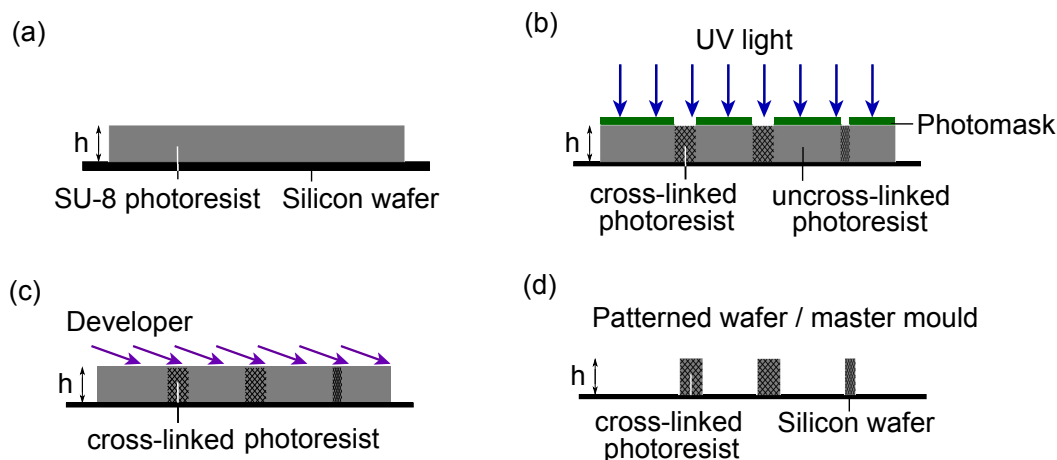 (a)
h
SU-8 photoresist
Silicon wafer
(b)
UV light
h
Photomask
cross-linked
photoresist
uncross-linked
photoresist
(c)
Developer
h
cross-linked photoresist
(d)
Patterned wafer / master mould
h
cross-linked
photoresist
Silicon wafer